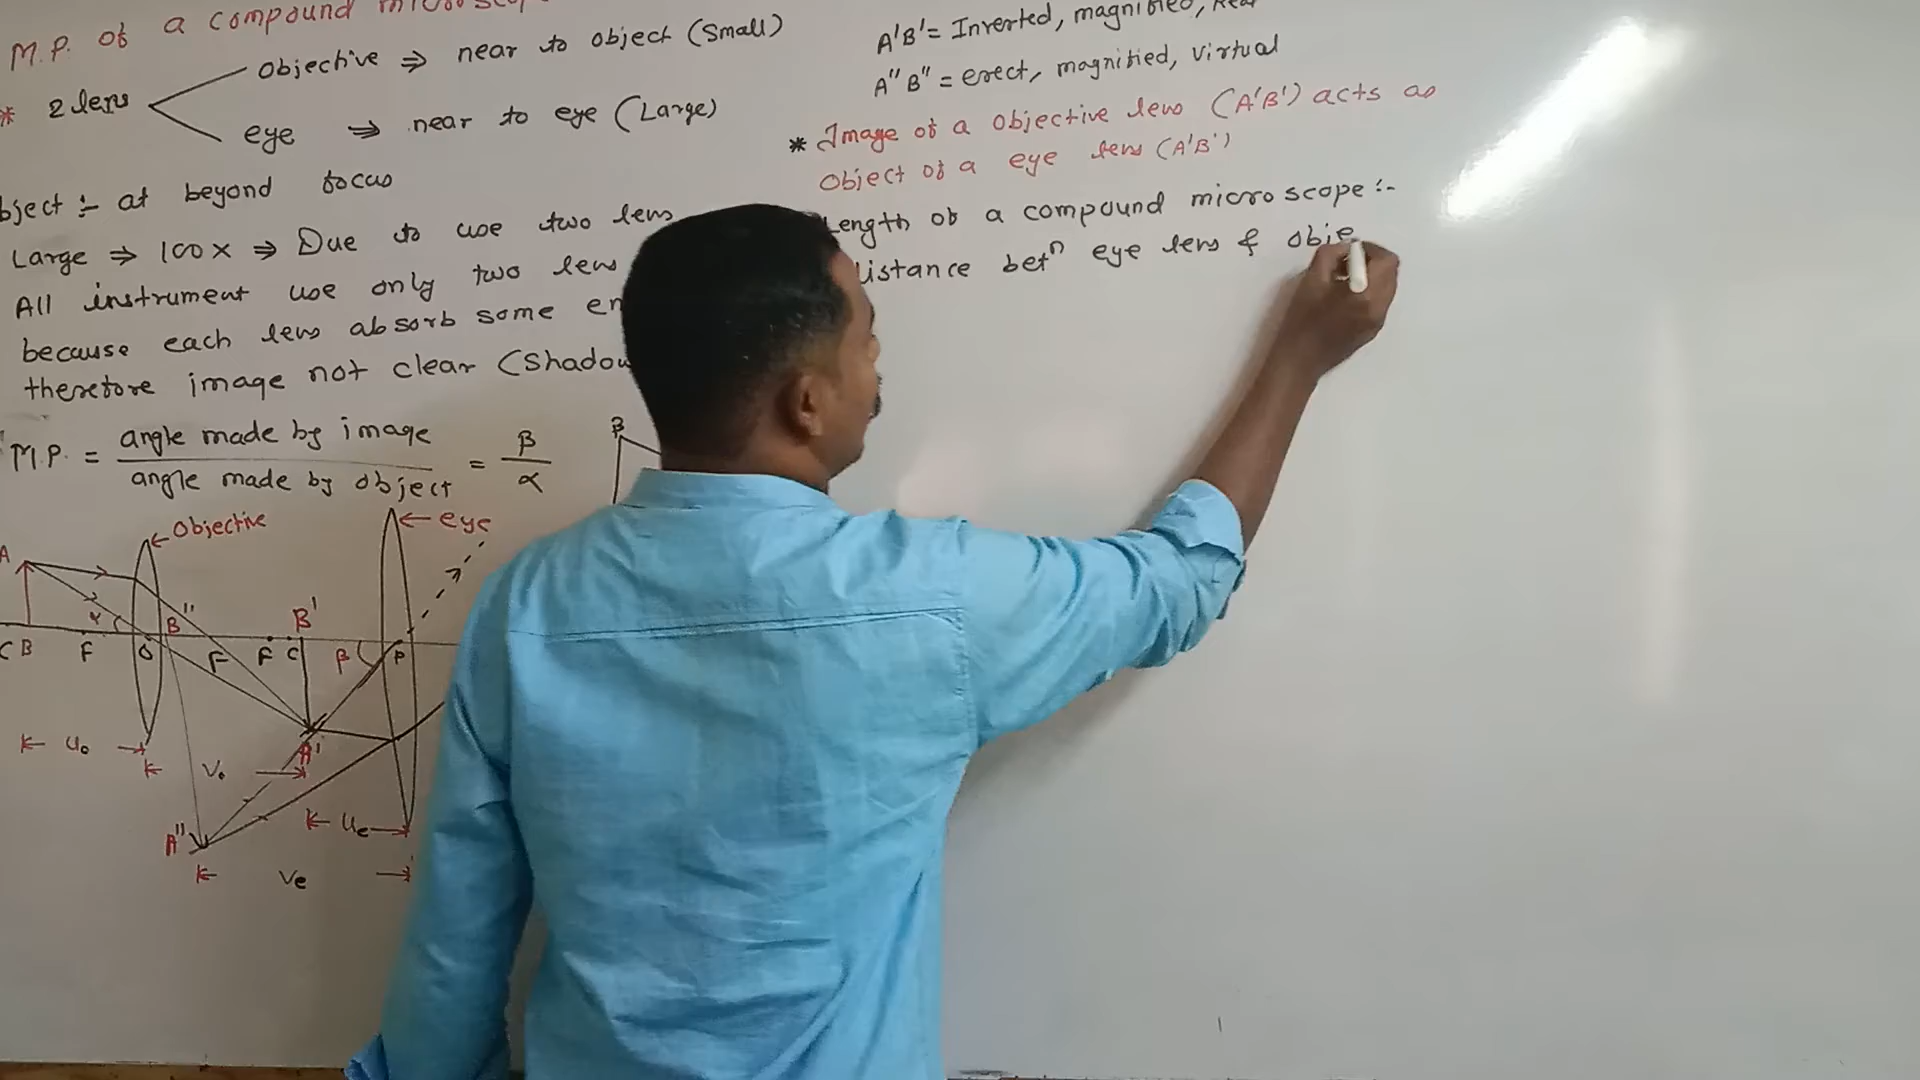 M.P. of a compound microscop
* 2 lens
Objective ⇒ near to object (Small)
eye ⇒ near to eye (Large)
bject :- at beyond focus
Large ⇒ 100 x ⇒ Due to use two lens
All instrument use only two lens
because each lens absorb some en
therefore image not clear (Shadow
M.P. = angle made by image / angle made by object = β / α
B
← Objective
← eye
A
C B F O B" F F C B' β P
u₀
V₀
A'
ue
A"
Ve
A'B' = Inverted, magnified, Real
A"B" = erect, magnified, virtual
* Image of a objective lens (A'B') acts as
object of a eye lens (A'B')
Length of a compound microscope :-
istance betⁿ eye lens & obje